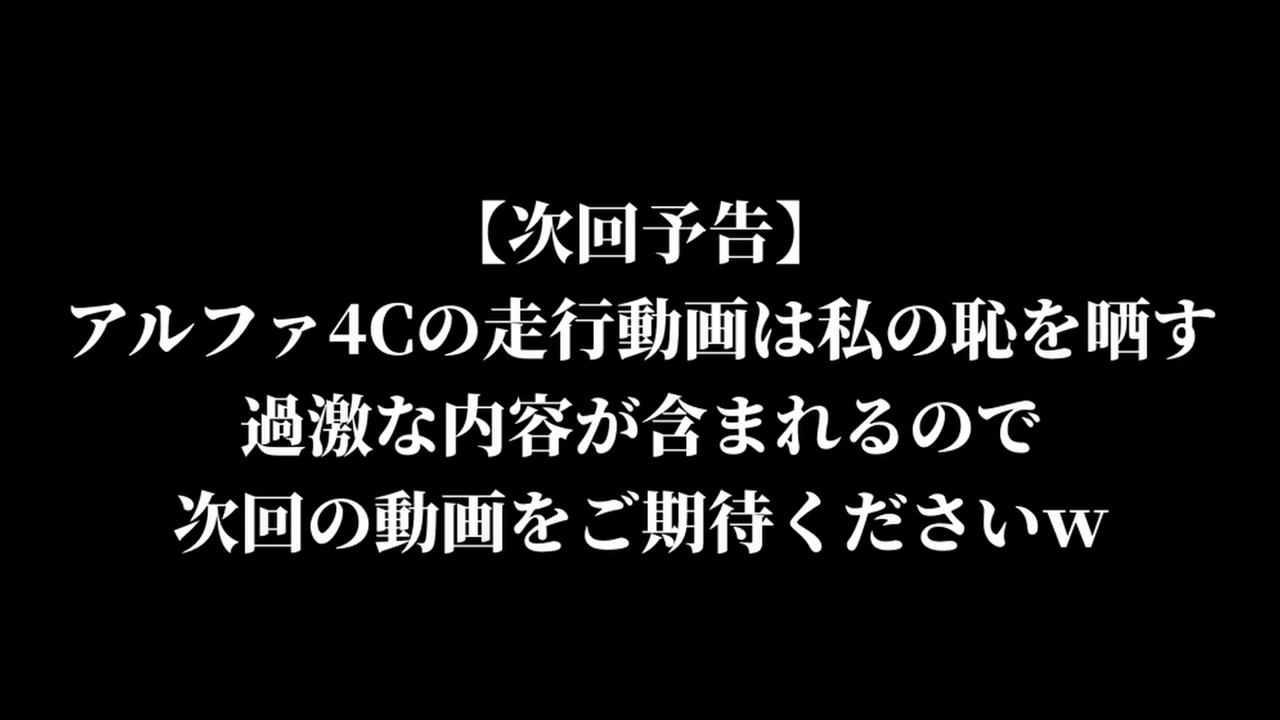 【次回予告】
アルファ4Cの走行動画は私の恥を晒す
過激な内容が含まれるので
次回の動画をご期待くださいw